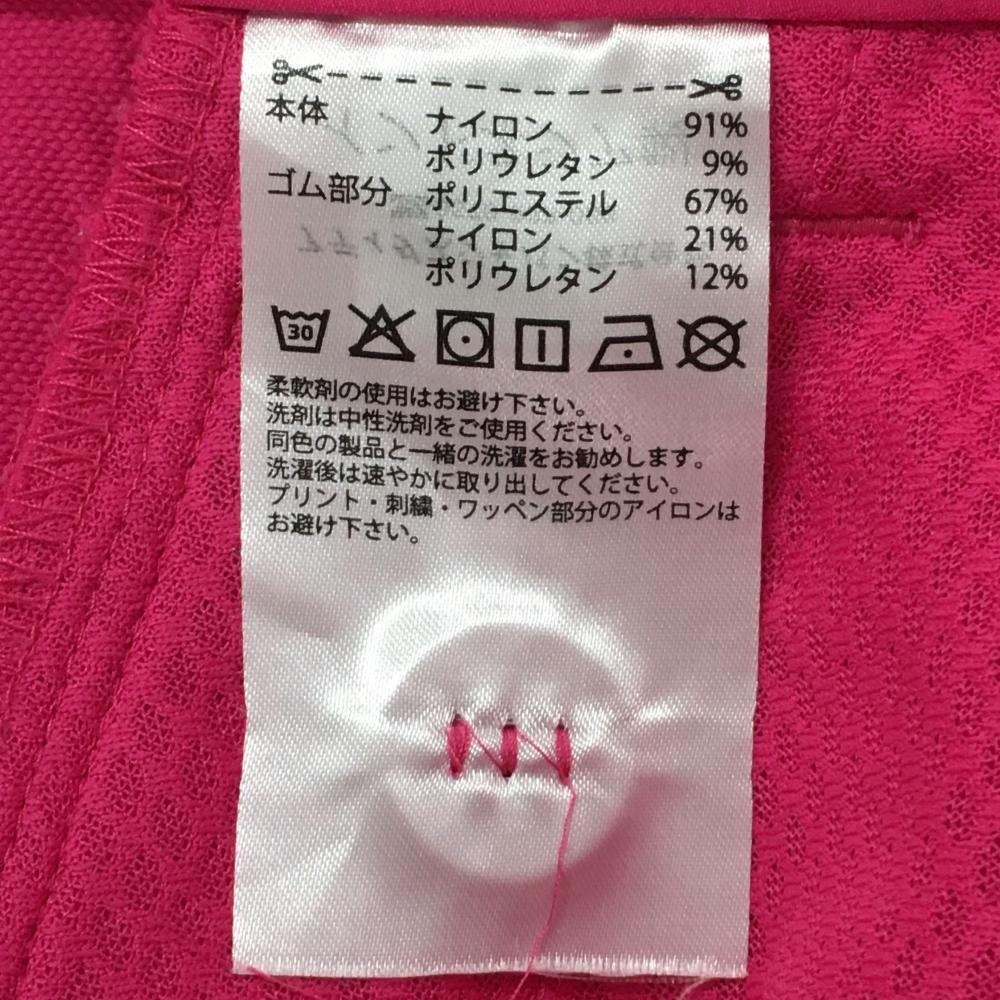 本体 ナイロン 91%
ポリウレタン 9%
ゴム部分 ポリエステル 67%
ナイロン 21%
ポリウレタン 12%
30
柔軟剤の使用はお避け下さい。
洗剤は中性洗剤をご使用ください。
同色の製品と一緒の洗濯をお勧めします。
洗濯後は速やかに取り出してください。
プリント・刺繍・ワッペン部分のアイロンは
お避け下さい。